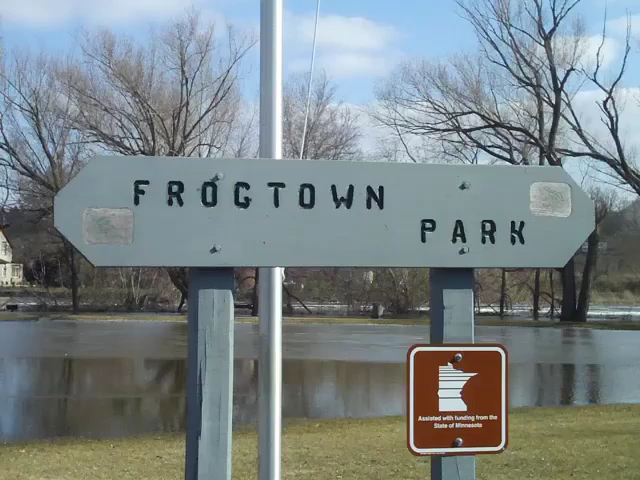 FROGTOWN
PARK
Assisted with funding from the
State of Minnesota